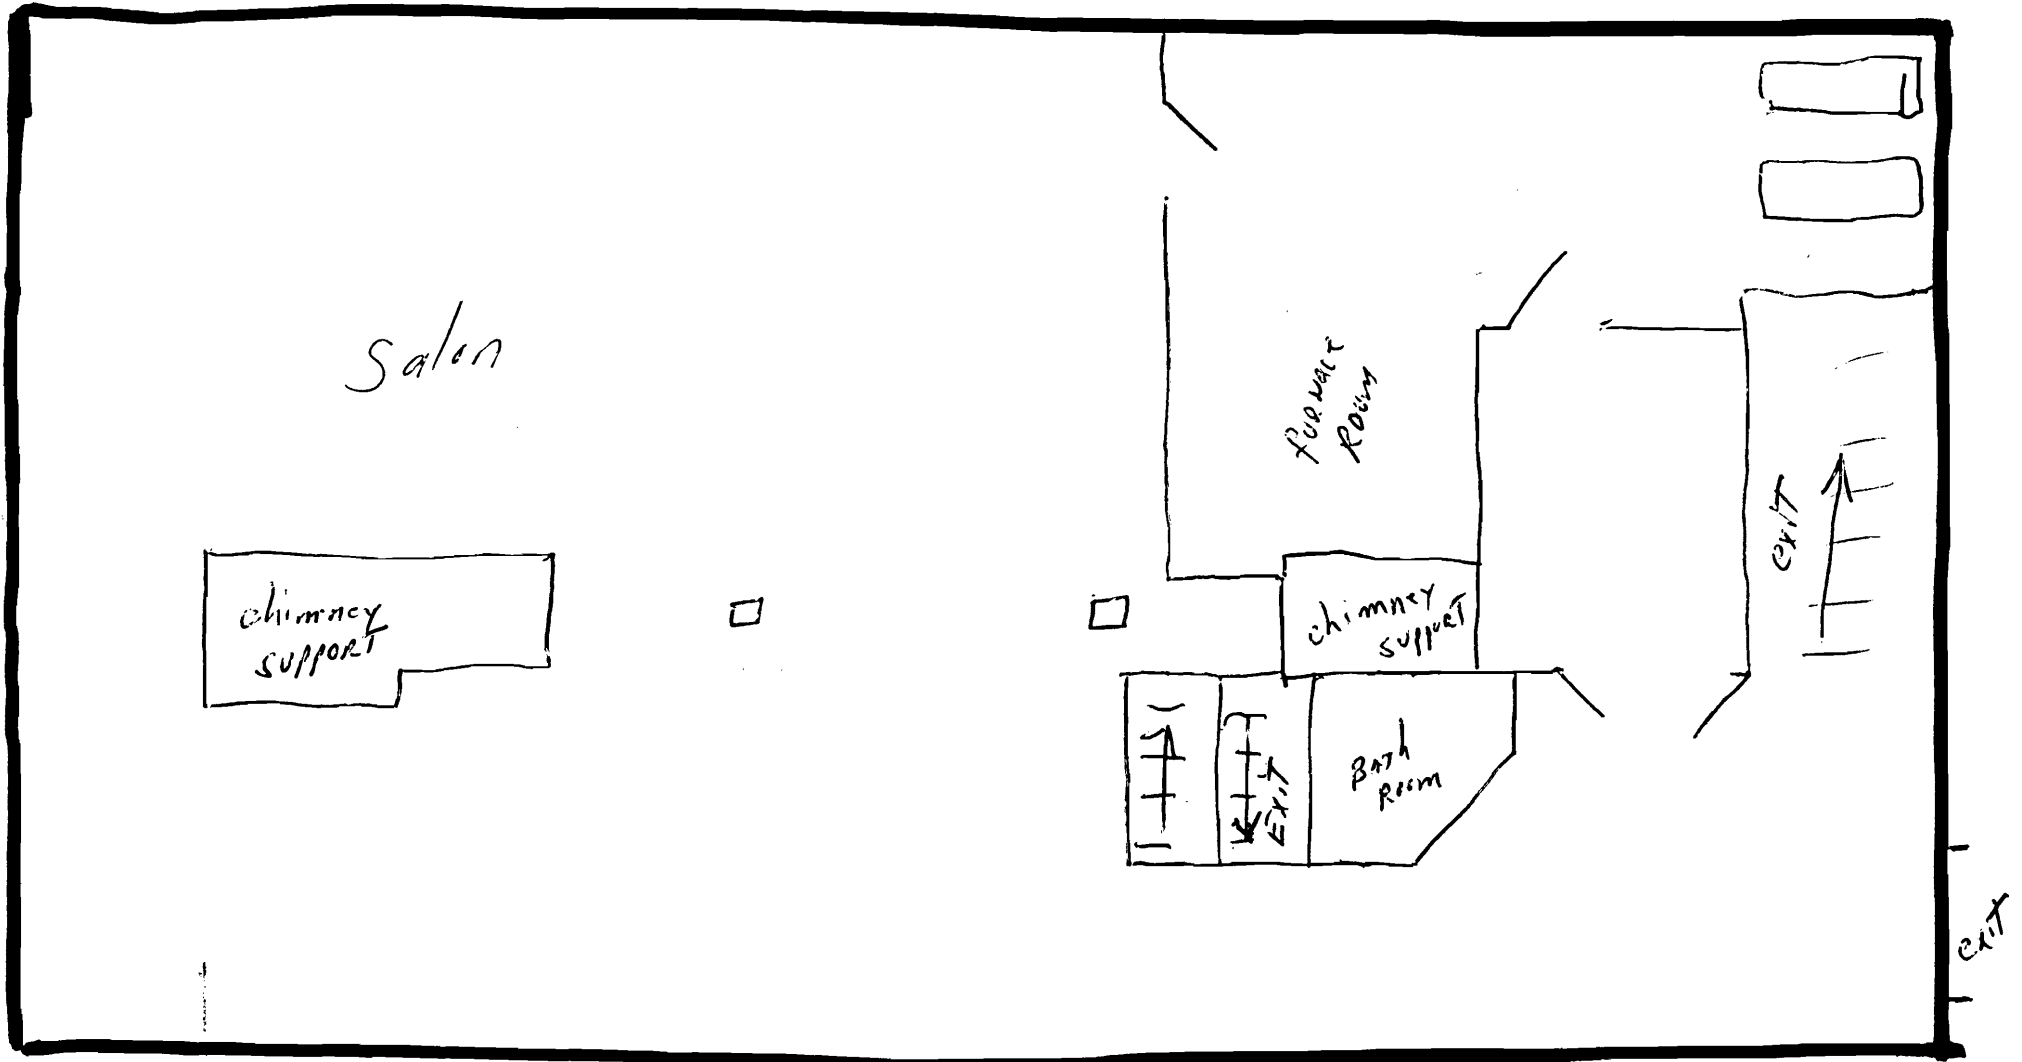 Salon
furnace
Room
chimney
support
chimney
support
exit
Exit
Bath
Room
exit